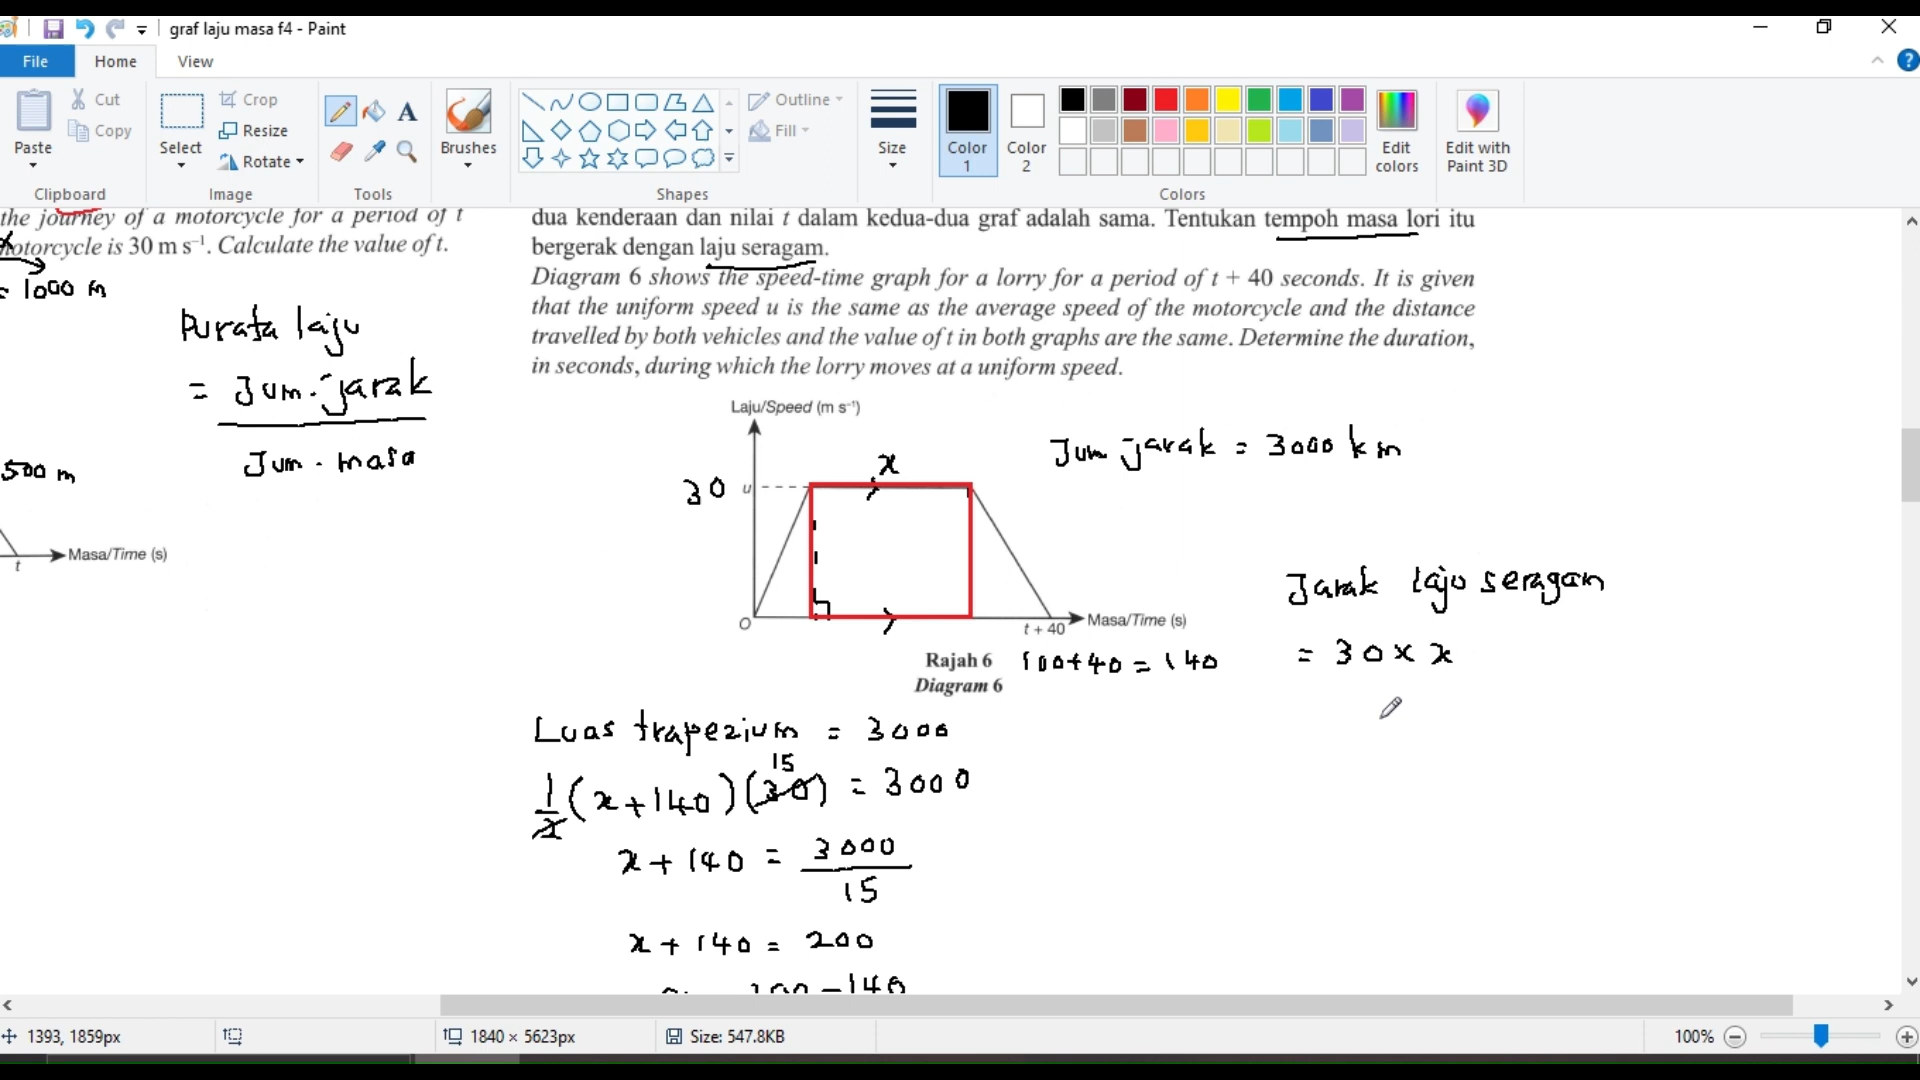 graf laju masa f4 - Paint
File
Home
View
Paste
Cut
Copy
Clipboard
Select
Crop
Resize
Rotate
Image
A
Tools
Brushes
Outline
Fill
Shapes
Size
Color 1
Color 2
Edit colors
Edit with Paint 3D
Colors
?
the journey of a motorcycle for a period of t
motorcycle is 30 m s⁻¹. Calculate the value of t.
= 1000 m
Purata laju
= Jum. jarak
Jum. masa
500 m
Masa/Time (s)
t
dua kenderaan dan nilai t dalam kedua-dua graf adalah sama. Tentukan tempoh masa lori itu
bergerak dengan laju seragam.
Diagram 6 shows the speed-time graph for a lorry for a period of t + 40 seconds. It is given
that the uniform speed u is the same as the average speed of the motorcycle and the distance
travelled by both vehicles and the value of t in both graphs are the same. Determine the duration,
in seconds, during which the lorry moves at a uniform speed.
Laju/Speed (m s⁻¹)
x
30 u
O
t + 40
Masa/Time (s)
100+40 = 140
Rajah 6
Diagram 6
Jum jarak = 3000 km
Jarak laju seragam
= 30 × x
Luas trapezium = 3000
15
1/2 (x+140)(30) = 3000
x + 140 = 3000
15
x + 140 = 200
200 - 140
1393, 1859px
1840 × 5623px
Size: 547.8KB
100%